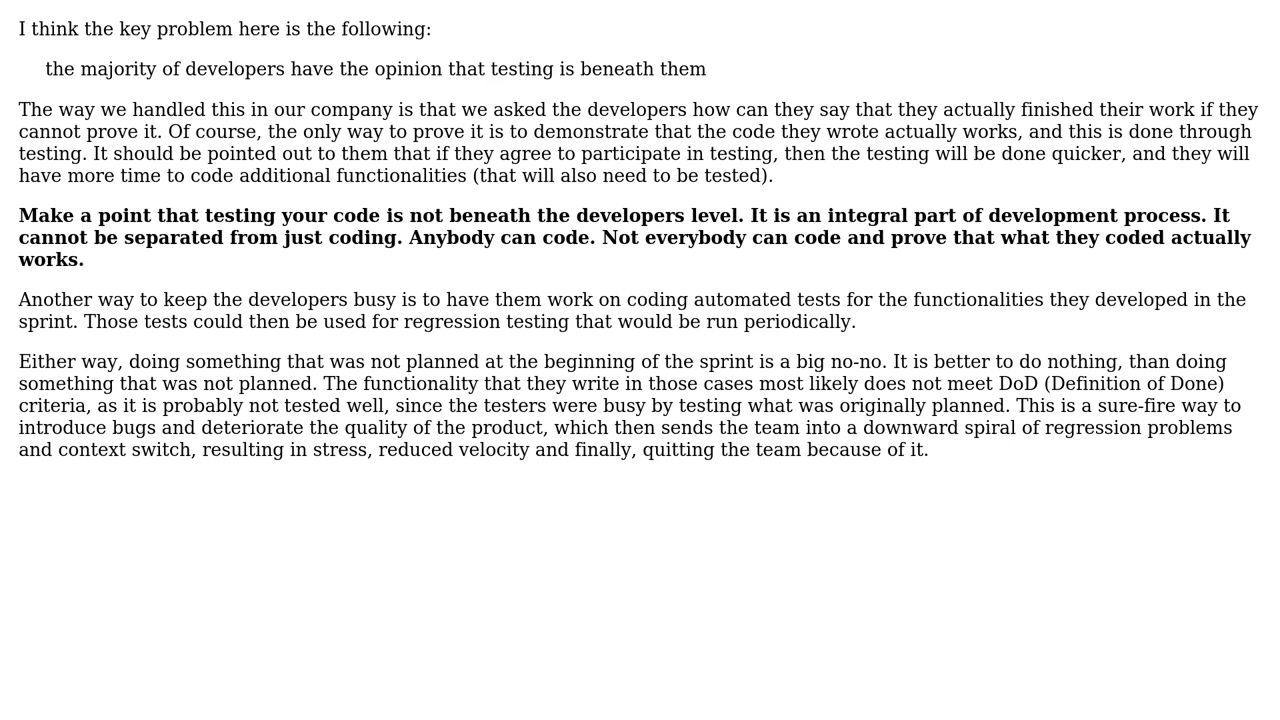 I think the key problem here is the following:
the majority of developers have the opinion that testing is beneath them
The way we handled this in our company is that we asked the developers how can they say that they actually finished their work if they
cannot prove it. Of course, the only way to prove it is to demonstrate that the code they wrote actually works, and this is done through
testing. It should be pointed out to them that if they agree to participate in testing, then the testing will be done quicker, and they will
have more time to code additional functionalities (that will also need to be tested).
Make a point that testing your code is not beneath the developers level. It is an integral part of development process. It
cannot be separated from just coding. Anybody can code. Not everybody can code and prove that what they coded actually
works.
Another way to keep the developers busy is to have them work on coding automated tests for the functionalities they developed in the
sprint. Those tests could then be used for regression testing that would be run periodically.
Either way, doing something that was not planned at the beginning of the sprint is a big no-no. It is better to do nothing, than doing
something that was not planned. The functionality that they write in those cases most likely does not meet DoD (Definition of Done)
criteria, as it is probably not tested well, since the testers were busy by testing what was originally planned. This is a sure-fire way to
introduce bugs and deteriorate the quality of the product, which then sends the team into a downward spiral of regression problems
and context switch, resulting in stress, reduced velocity and finally, quitting the team because of it.